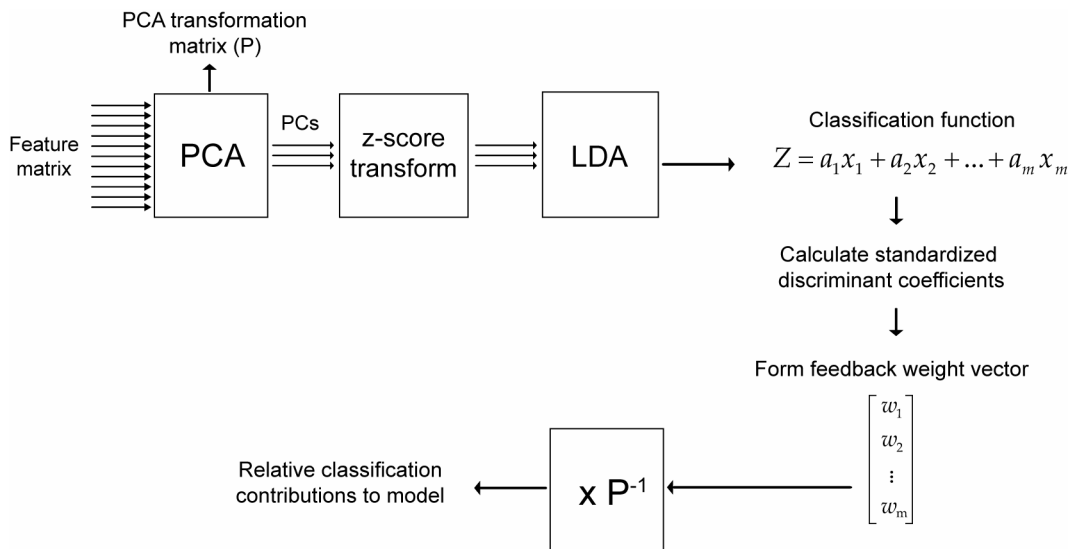 PCA transformation
matrix (P)
Feature
matrix
PCA
PCs
z-score
transform
LDA
Classification function
Z = a₁x₁ + a₂x₂ + ... + aₘxₘ
Calculate standardized
discriminant coefficients
Form feedback weight vector
w₁
w₂
⋮
wₘ
x P⁻¹
Relative classification
contributions to model